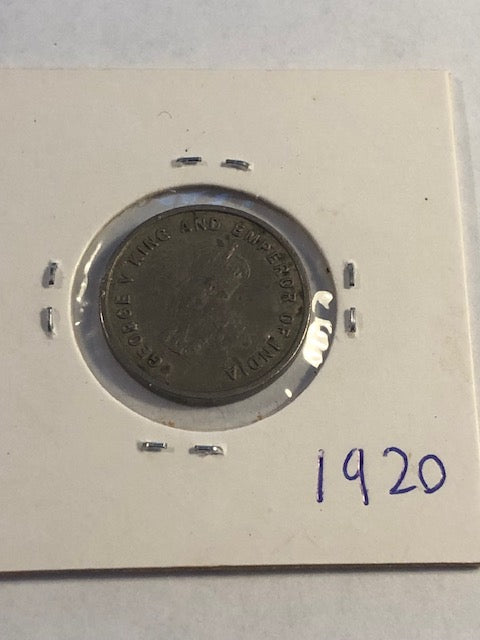 GEORGE V KING AND EMPEROR OF INDIA
1920